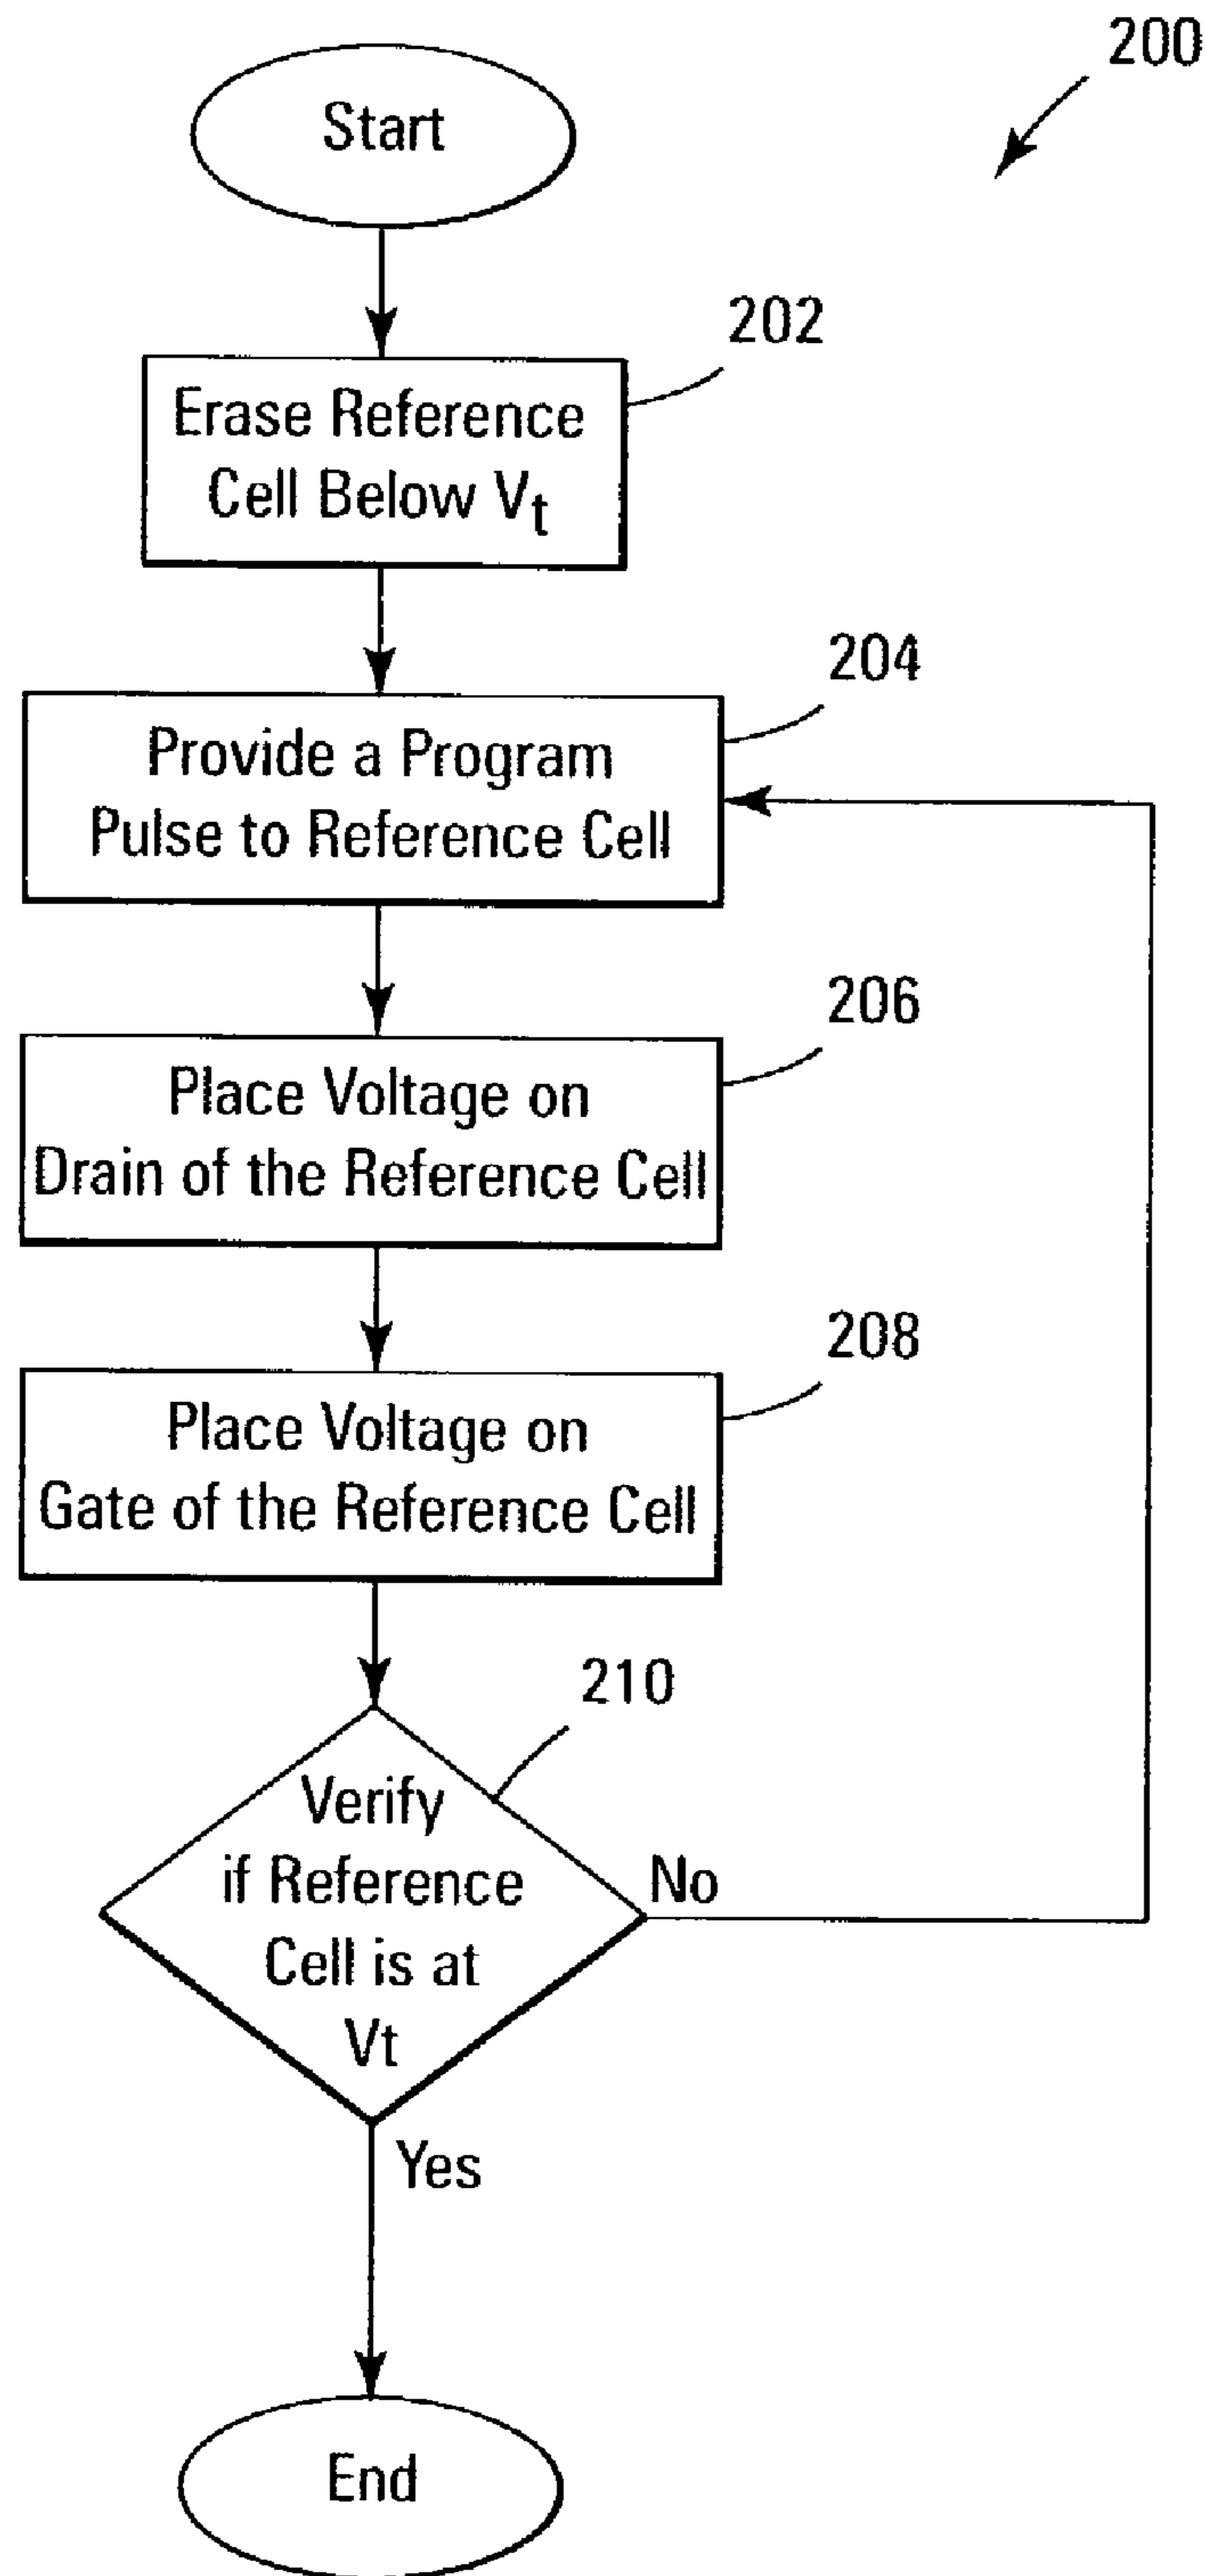 200
Start
202
Erase Reference
Cell Below Vt
204
Provide a Program
Pulse to Reference Cell
206
Place Voltage on
Drain of the Reference Cell
208
Place Voltage on
Gate of the Reference Cell
210
Verify
if Reference
Cell is at
Vt
No
Yes
End